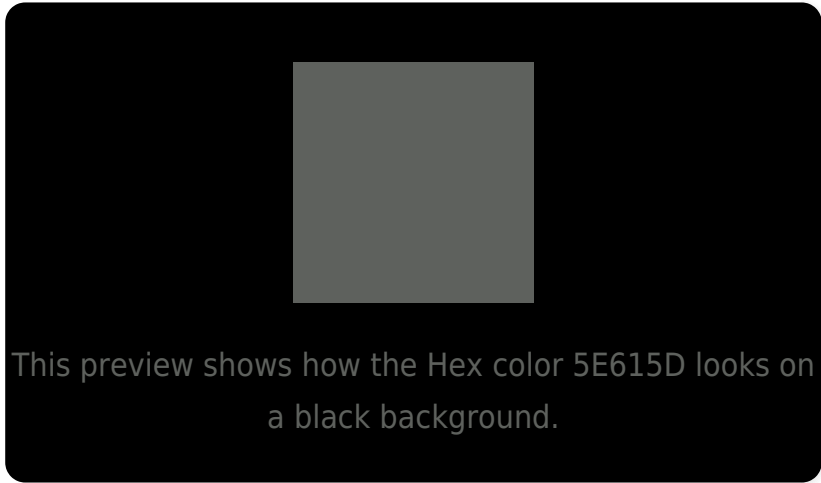 This preview shows how the Hex color 5E615D looks on
a black background.